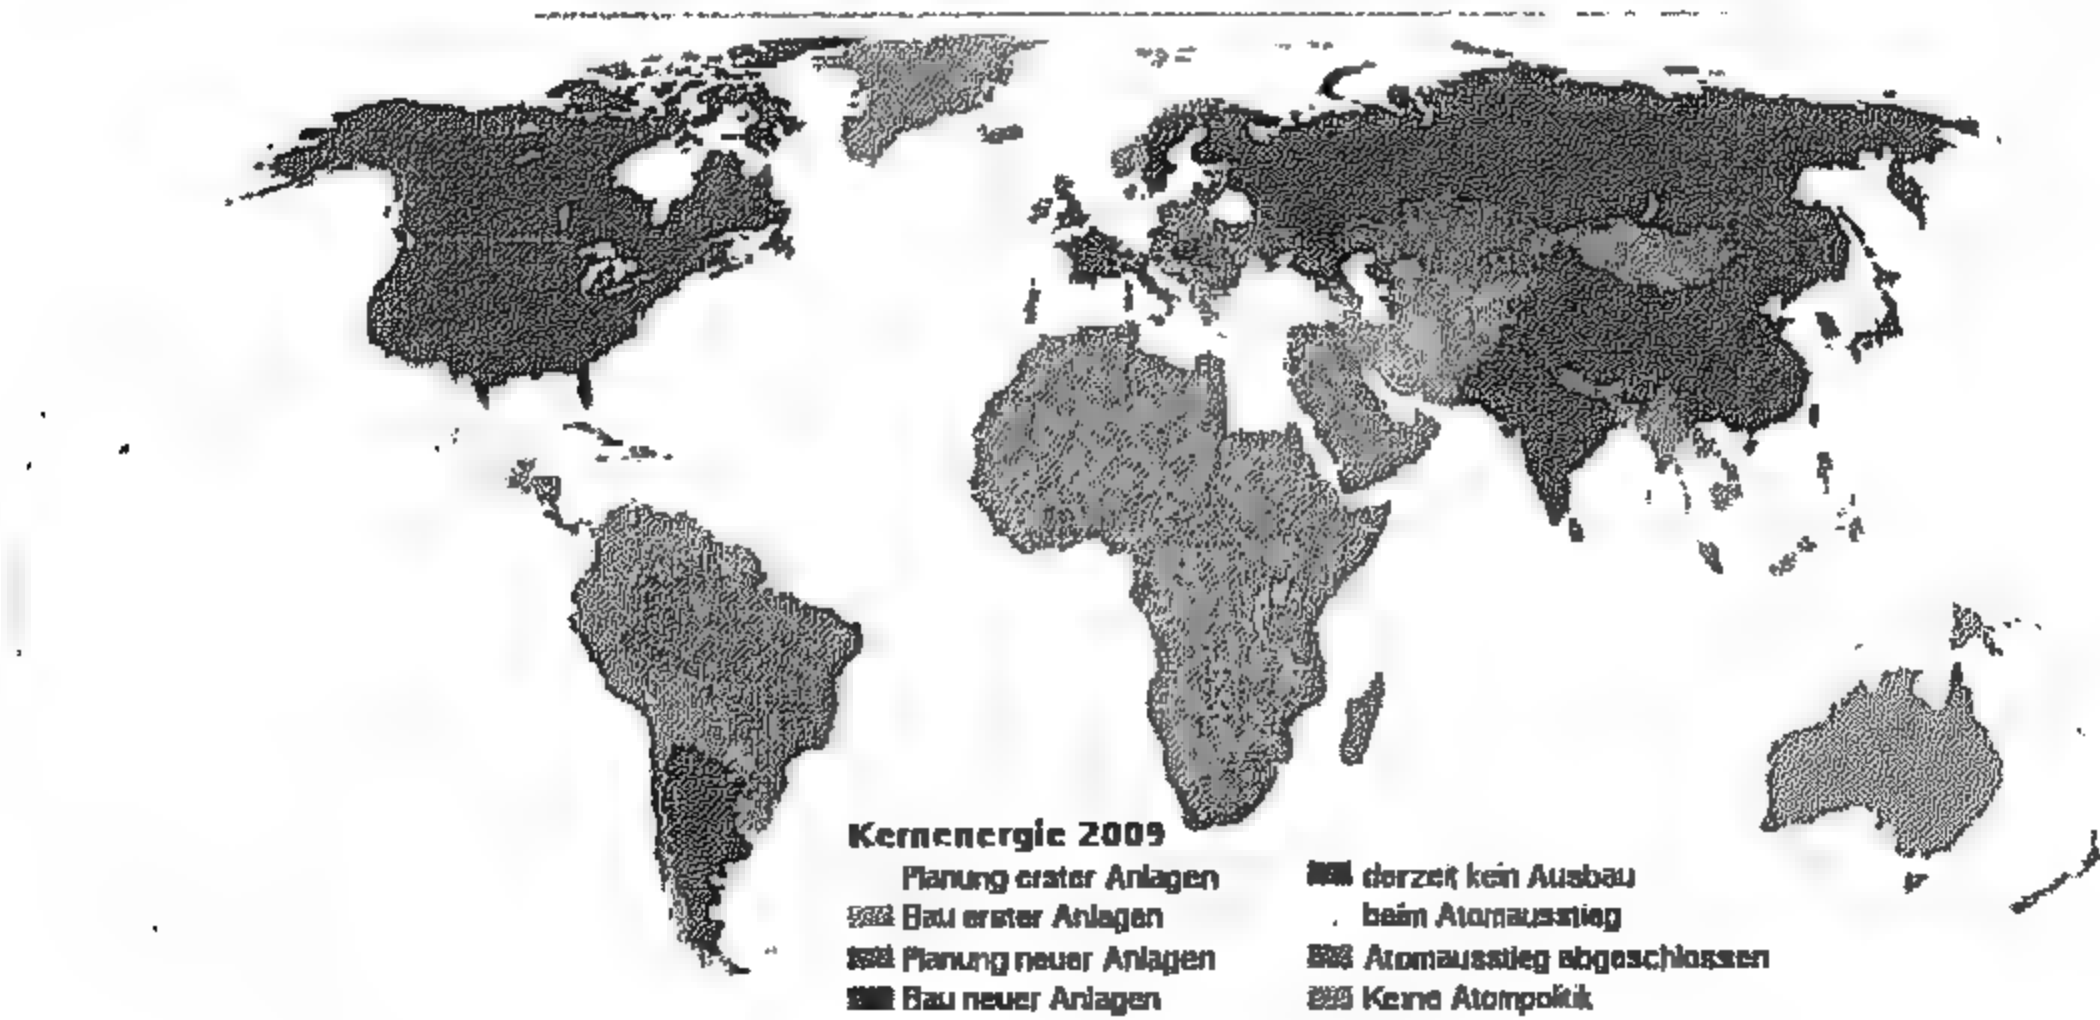 Kernenergie 2009
Planung erster Anlagen
Bau erster Anlagen
Planung neuer Anlagen
Bau neuer Anlagen
derzeit kein Ausbau
beim Atomausstieg
Atomausstieg abgeschlossen
Keine Atompolitik